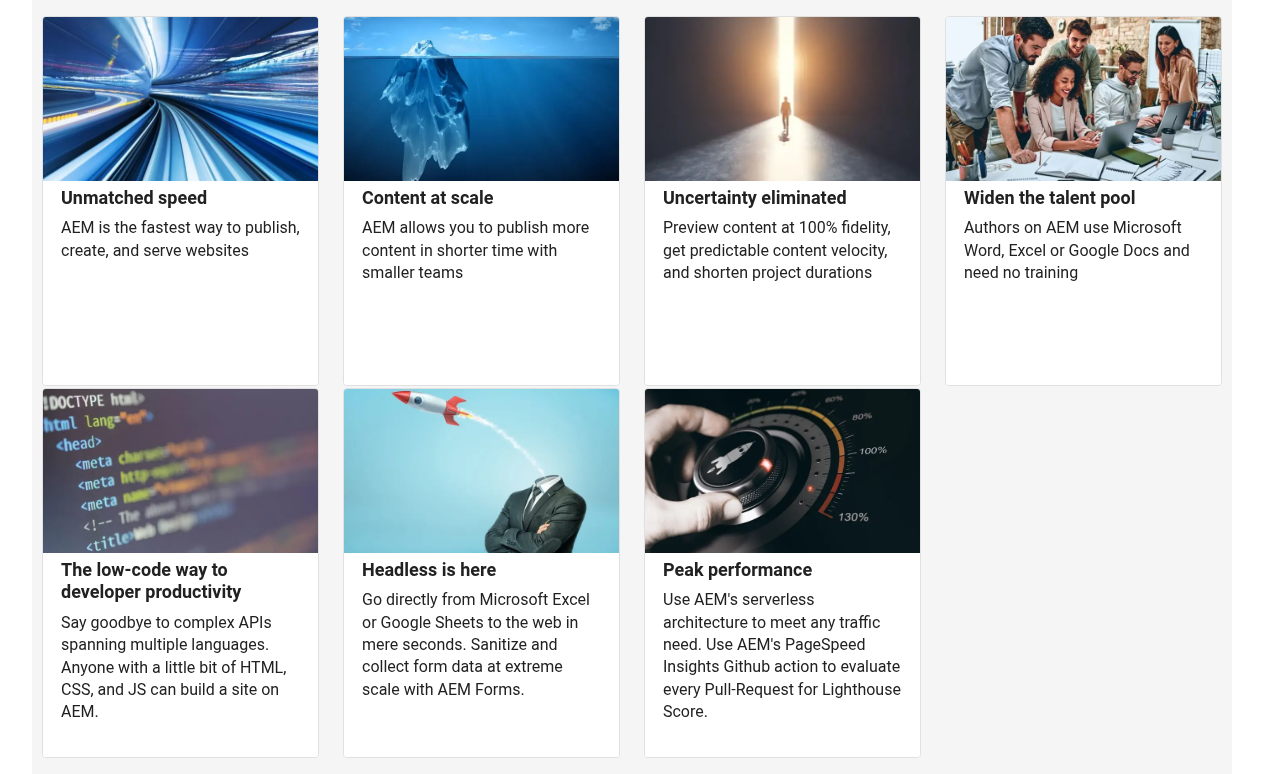 Unmatched speed
AEM is the fastest way to publish,
create, and serve websites
Content at scale
AEM allows you to publish more
content in shorter time with
smaller teams
Uncertainty eliminated
Preview content at 100% fidelity,
get predictable content velocity,
and shorten project durations
Widen the talent pool
Authors on AEM use Microsoft
Word, Excel or Google Docs and
need no training
!DOCTYPE html>
html lang="en">
<head>
<meta
<meta
<meta
<!-- The
<title>Web Design
The low-code way to
developer productivity
Say goodbye to complex APIs
spanning multiple languages.
Anyone with a little bit of HTML,
CSS, and JS can build a site on
AEM.
Headless is here
Go directly from Microsoft Excel
or Google Sheets to the web in
mere seconds. Sanitize and
collect form data at extreme
scale with AEM Forms.
80%
100%
130%
Peak performance
Use AEM's serverless
architecture to meet any traffic
need. Use AEM's PageSpeed
Insights Github action to evaluate
every Pull-Request for Lighthouse
Score.